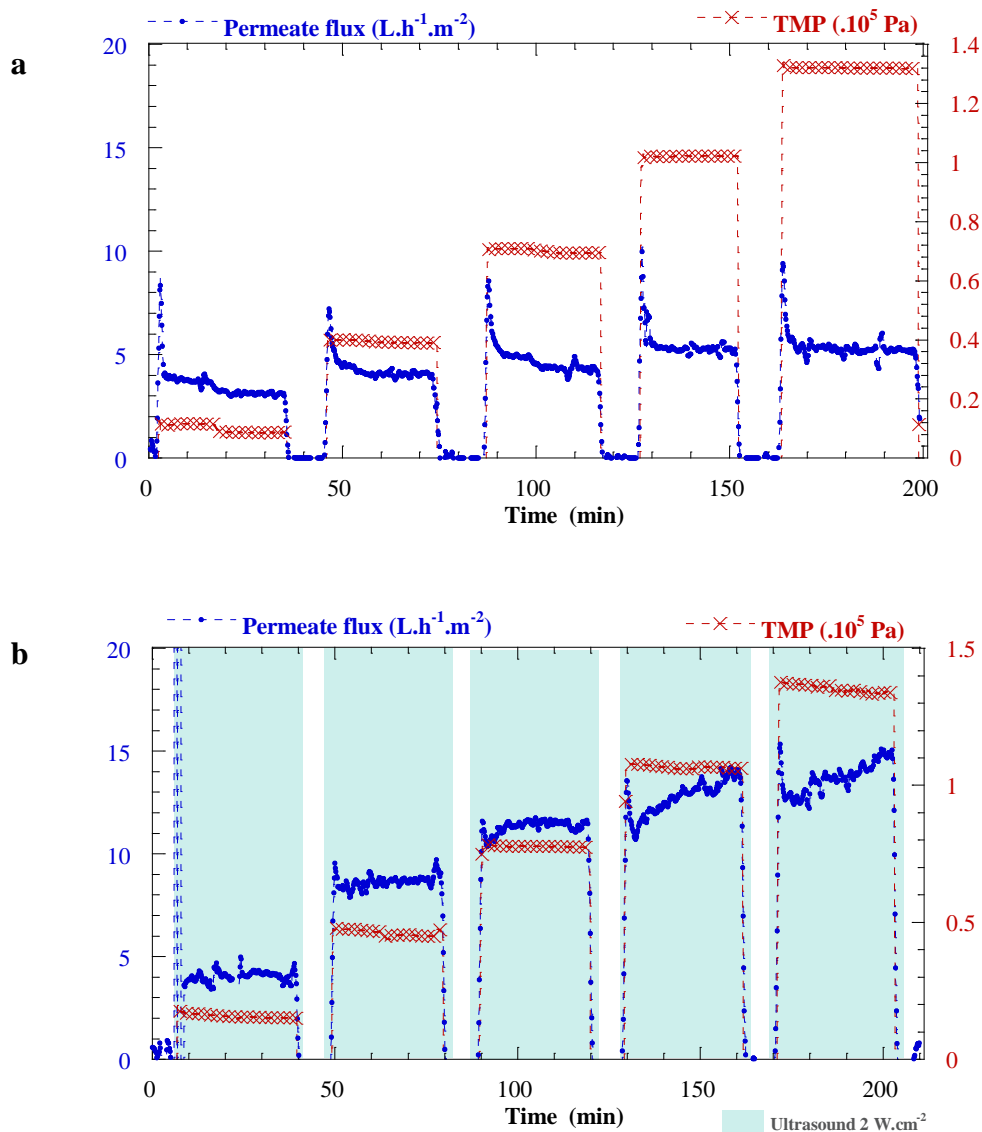 a
Permeate flux (L.h⁻¹.m⁻²)
TMP (.10⁵ Pa)
20
15
10
5
0
1.4
1.2
1
0.8
0.6
0.4
0.2
0
0 50 100 150 200
Time (min)
b
Permeate flux (L.h⁻¹.m⁻²)
TMP (.10⁵ Pa)
20
15
10
5
0
1.5
1
0.5
0
0 50 100 150 200
Time (min)
Ultrasound 2 W.cm⁻²